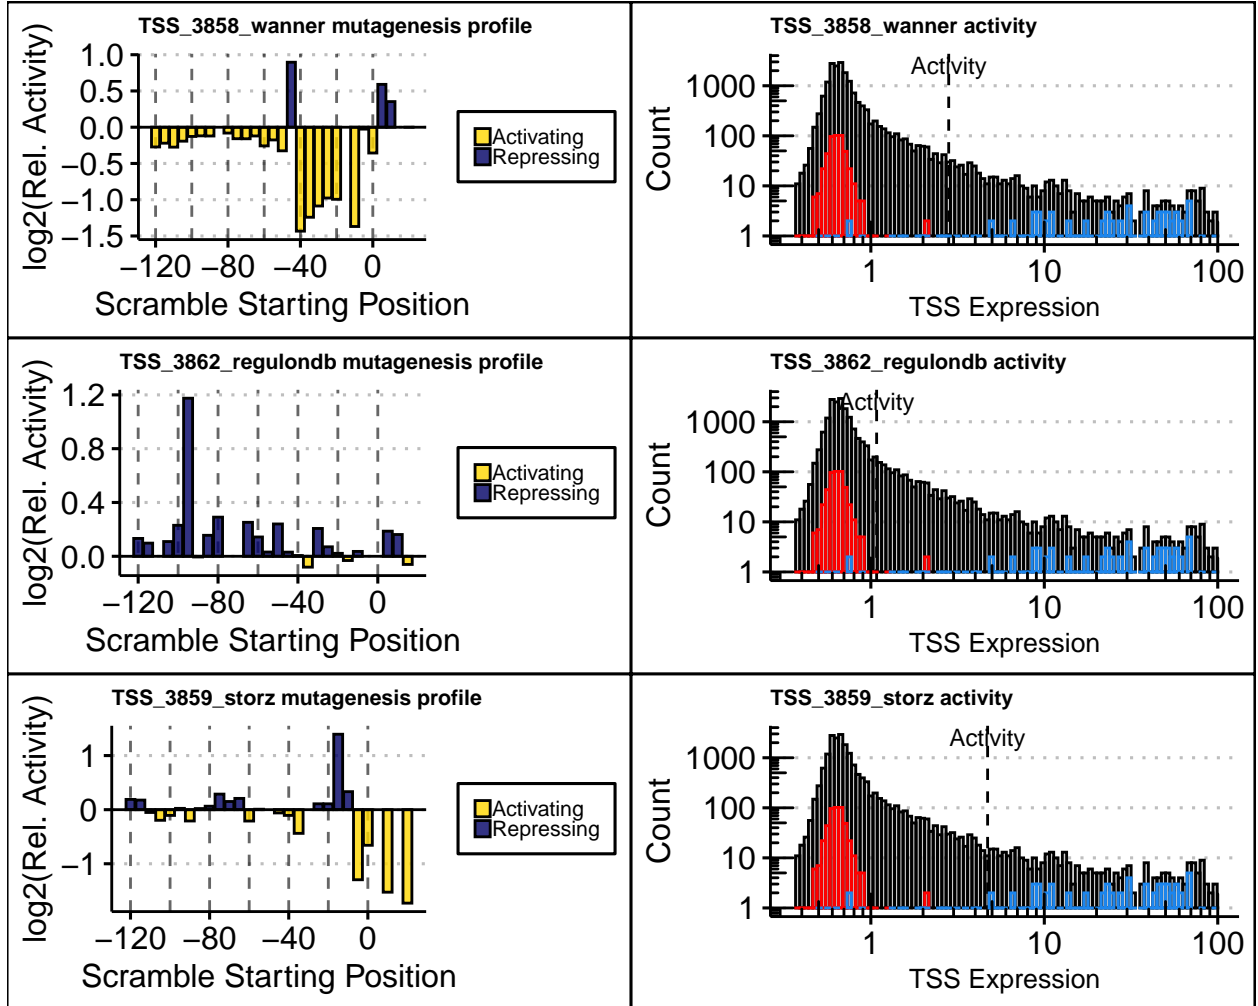 TSS_3858_wanner mutagenesis profile
log2(Rel. Activity)
1.0
0.5
0.0
−0.5
−1.0
−1.5
−120 −80 −40 0
Scramble Starting Position
Activating
Repressing
TSS_3858_wanner activity
Count
1000
100
10
1
Activity
1 10 100
TSS Expression
TSS_3862_regulondb mutagenesis profile
log2(Rel. Activity)
1.2
0.8
0.4
0.0
−120 −80 −40 0
Scramble Starting Position
Activating
Repressing
TSS_3862_regulondb activity
Count
1000
100
10
1
Activity
1 10 100
TSS Expression
TSS_3859_storz mutagenesis profile
log2(Rel. Activity)
1
0
−1
−120 −80 −40 0
Scramble Starting Position
Activating
Repressing
TSS_3859_storz activity
Count
1000
100
10
1
Activity
1 10 100
TSS Expression